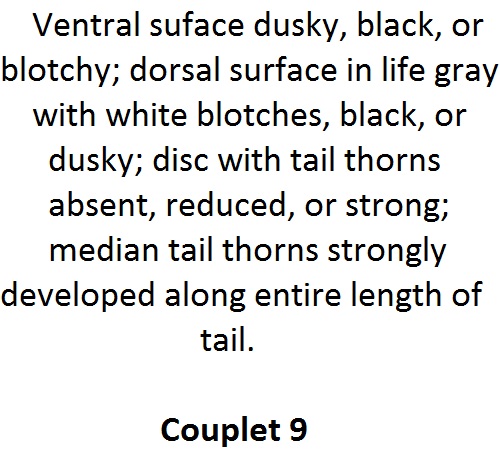 Ventral suface dusky, black, or
blotchy; dorsal surface in life gray
with white blotches, black, or
dusky; disc with tail thorns
absent, reduced, or strong;
median tail thorns strongly
developed along entire length of
tail.
Couplet 9